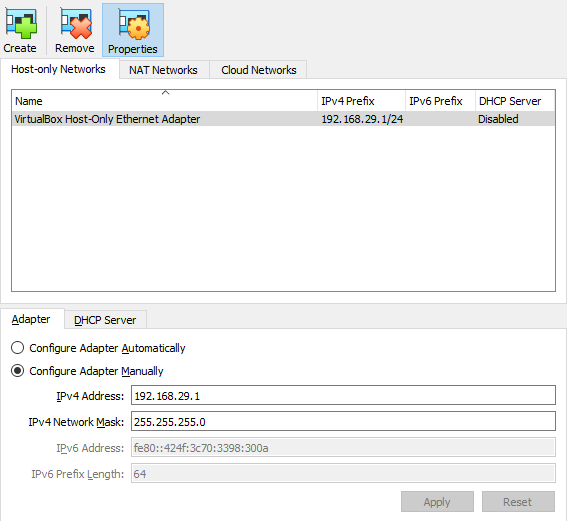 Create Remove Properties
Host-only Networks NAT Networks Cloud Networks
Name IPv4 Prefix IPv6 Prefix DHCP Server
VirtualBox Host-Only Ethernet Adapter 192.168.29.1/24 Disabled
Adapter DHCP Server
Configure Adapter Automatically
Configure Adapter Manually
IPv4 Address: 192.168.29.1
IPv4 Network Mask: 255.255.255.0
IPv6 Address: fe80::424f:3c70:3398:300a
IPv6 Prefix Length: 64
Apply Reset